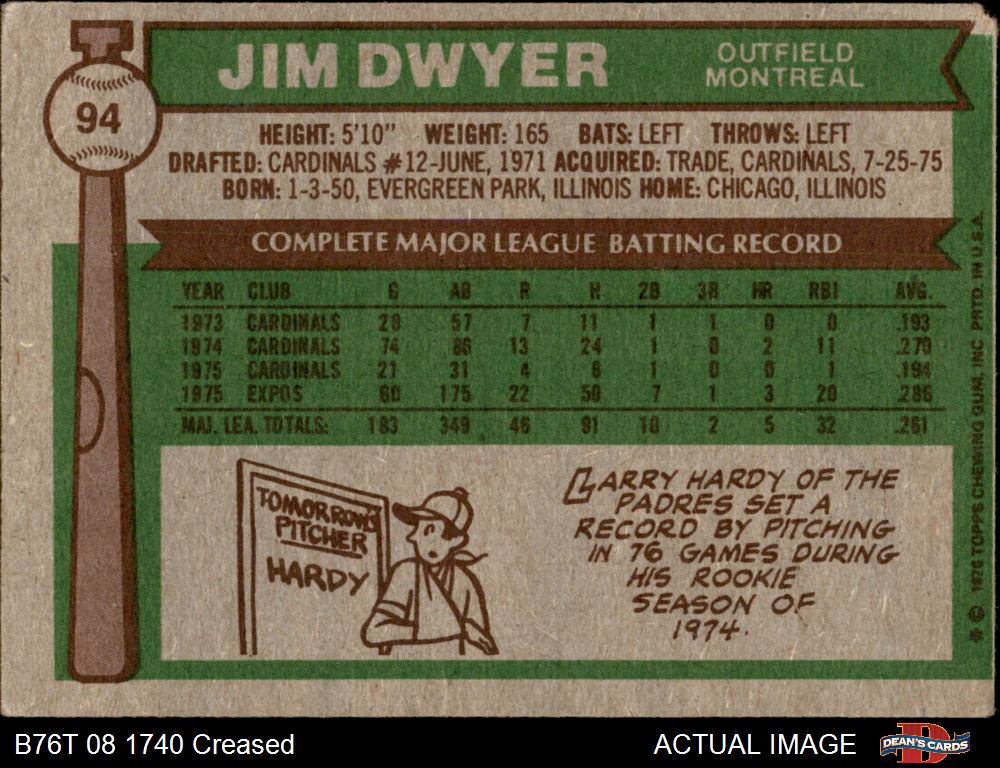 94
JIM DWYER
OUTFIELD
MONTREAL
HEIGHT: 5'10" WEIGHT: 165 BATS: LEFT THROWS: LEFT
DRAFTED: CARDINALS #12-JUNE, 1971 ACQUIRED: TRADE, CARDINALS, 7-25-75
BORN: 1-3-50, EVERGREEN PARK, ILLINOIS HOME: CHICAGO, ILLINOIS
COMPLETE MAJOR LEAGUE BATTING RECORD
YEAR CLUB G AB R H 2B 3B HR RBI AVG.
1973 CARDINALS 28 57 7 11 1 1 0 0 .193
1974 CARDINALS 74 86 13 24 1 0 2 11 .279
1975 CARDINALS 21 31 4 6 1 0 0 1 .194
1975 EXPOS 60 175 22 50 7 1 3 20 .286
MAJ. LEA. TOTALS: 183 349 46 91 10 2 5 32 .261
TOMORROW'S
PITCHER
HARDY
LARRY HARDY OF THE
PADRES SET A
RECORD BY PITCHING
IN 76 GAMES DURING
HIS ROOKIE
SEASON OF
1974.
* © 1976 TOPPS CHEWING GUM, INC PRTD. IN U.S.A.
B76T 08 1740 Creased
ACTUAL IMAGE
DEAN'S CARDS